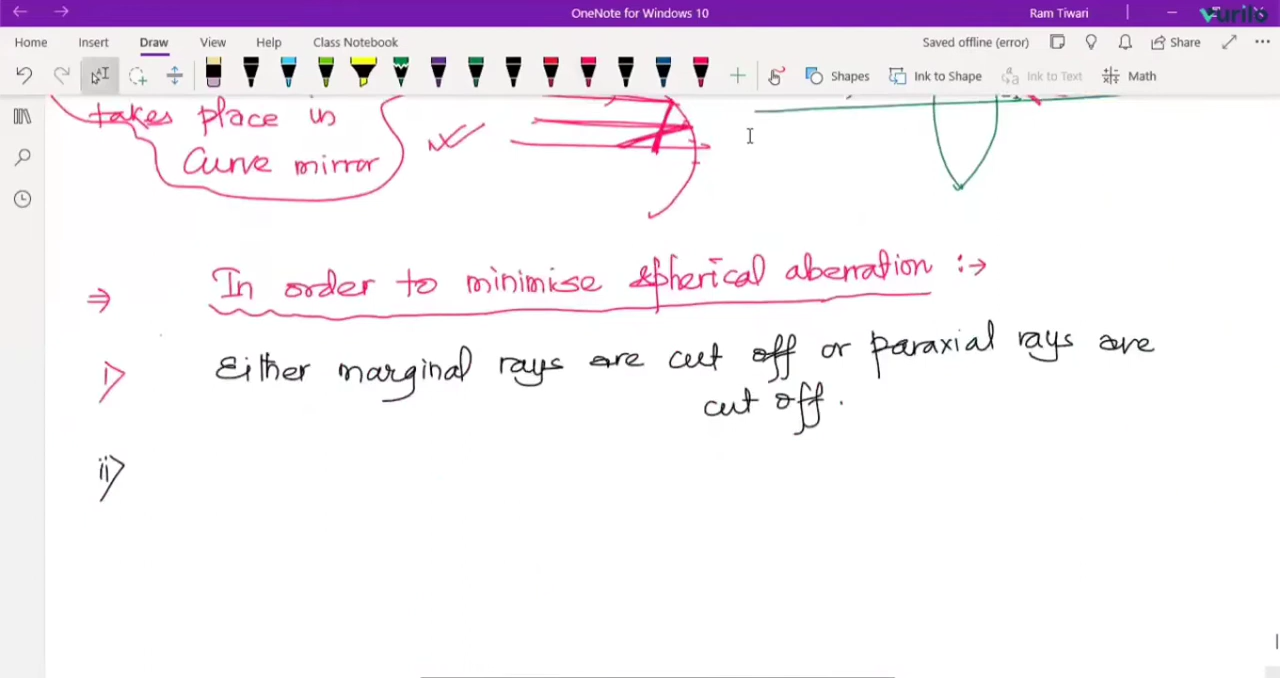 OneNote for Windows 10
Ram Tiwari
Vurilo
Home Insert Draw View Help Class Notebook
Saved offline (error) Share
Shapes Ink to Shape Ink to Text Math
takes place in
Curve mirror
⇒ In order to minimise spherical aberration :→
i) Either marginal rays are cut off or paraxial rays are
cut off.
ii)